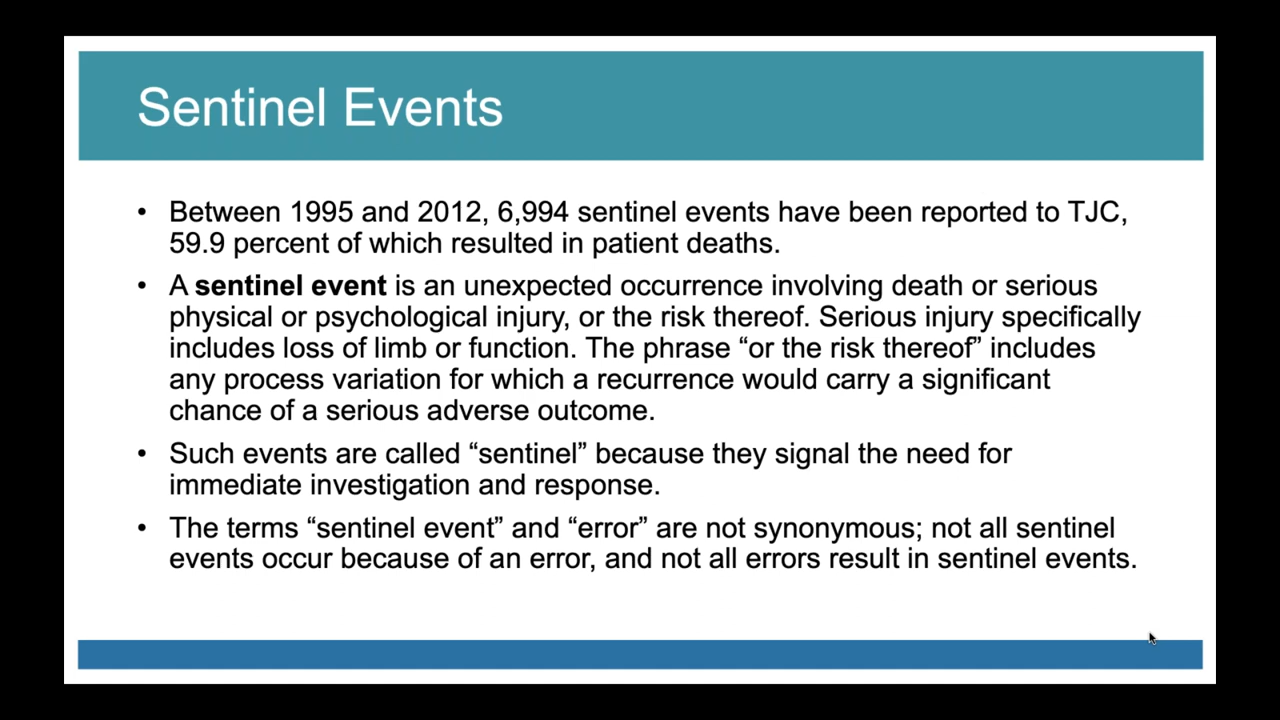 Sentinel Events
• Between 1995 and 2012, 6,994 sentinel events have been reported to TJC,
59.9 percent of which resulted in patient deaths.
• A sentinel event is an unexpected occurrence involving death or serious
physical or psychological injury, or the risk thereof. Serious injury specifically
includes loss of limb or function. The phrase “or the risk thereof” includes
any process variation for which a recurrence would carry a significant
chance of a serious adverse outcome.
• Such events are called “sentinel” because they signal the need for
immediate investigation and response.
• The terms “sentinel event” and “error” are not synonymous; not all sentinel
events occur because of an error, and not all errors result in sentinel events.